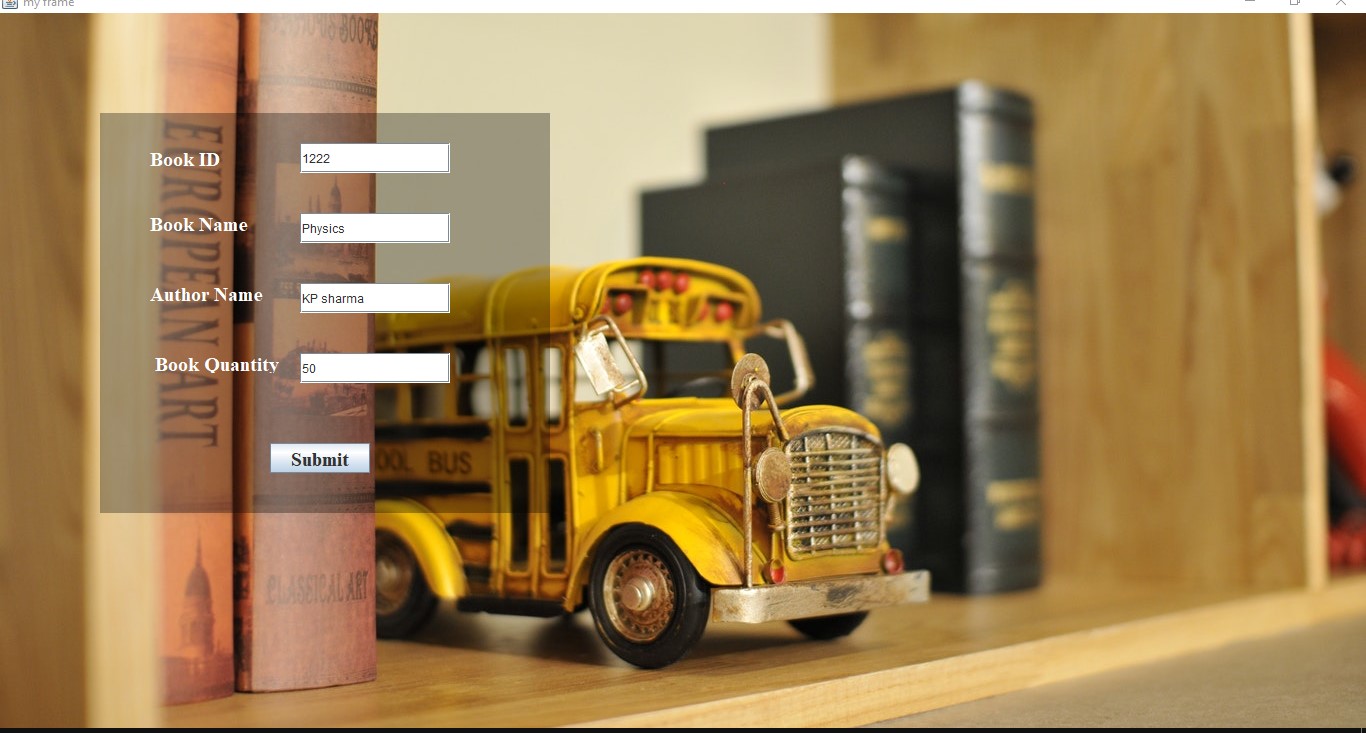 my frame
Book ID
1222
Book Name
Physics
Author Name
KP sharma
Book Quantity
50
Submit
EUROPEAN ART
OOL BUS
CLASSICAL ART